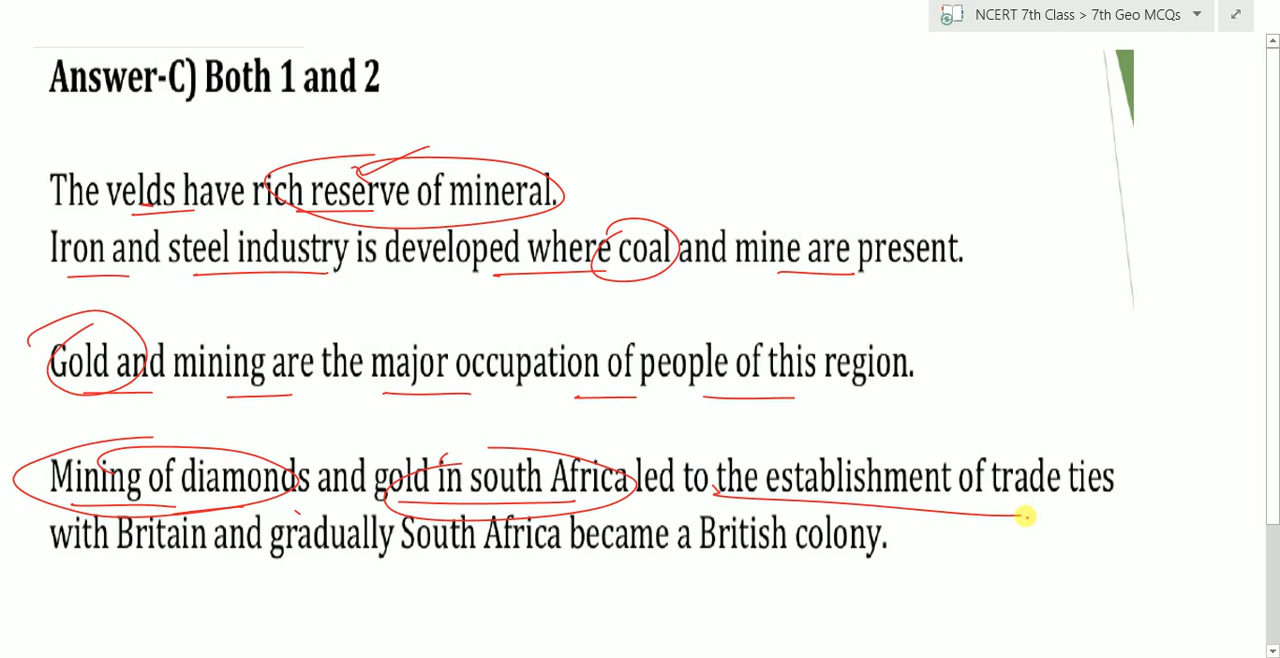 NCERT 7th Class > 7th Geo MCQs
Answer-C) Both 1 and 2
The velds have rich reserve of mineral.
Iron and steel industry is developed where coal and mine are present.
Gold and mining are the major occupation of people of this region.
Mining of diamonds and gold in south Africa led to the establishment of trade ties
with Britain and gradually South Africa became a British colony.